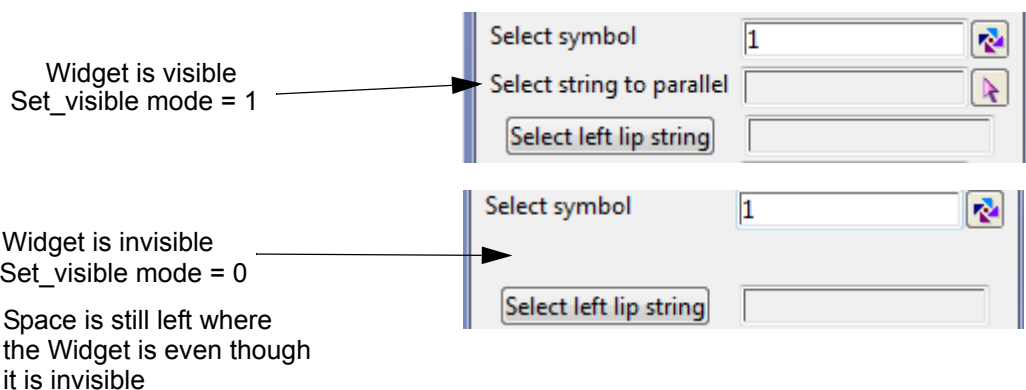 Select symbol 1
Widget is visible
Set_visible mode = 1
Select string to parallel
Select left lip string
Select symbol 1
Widget is invisible
Set_visible mode = 0
Select left lip string
Space is still left where
the Widget is even though
it is invisible